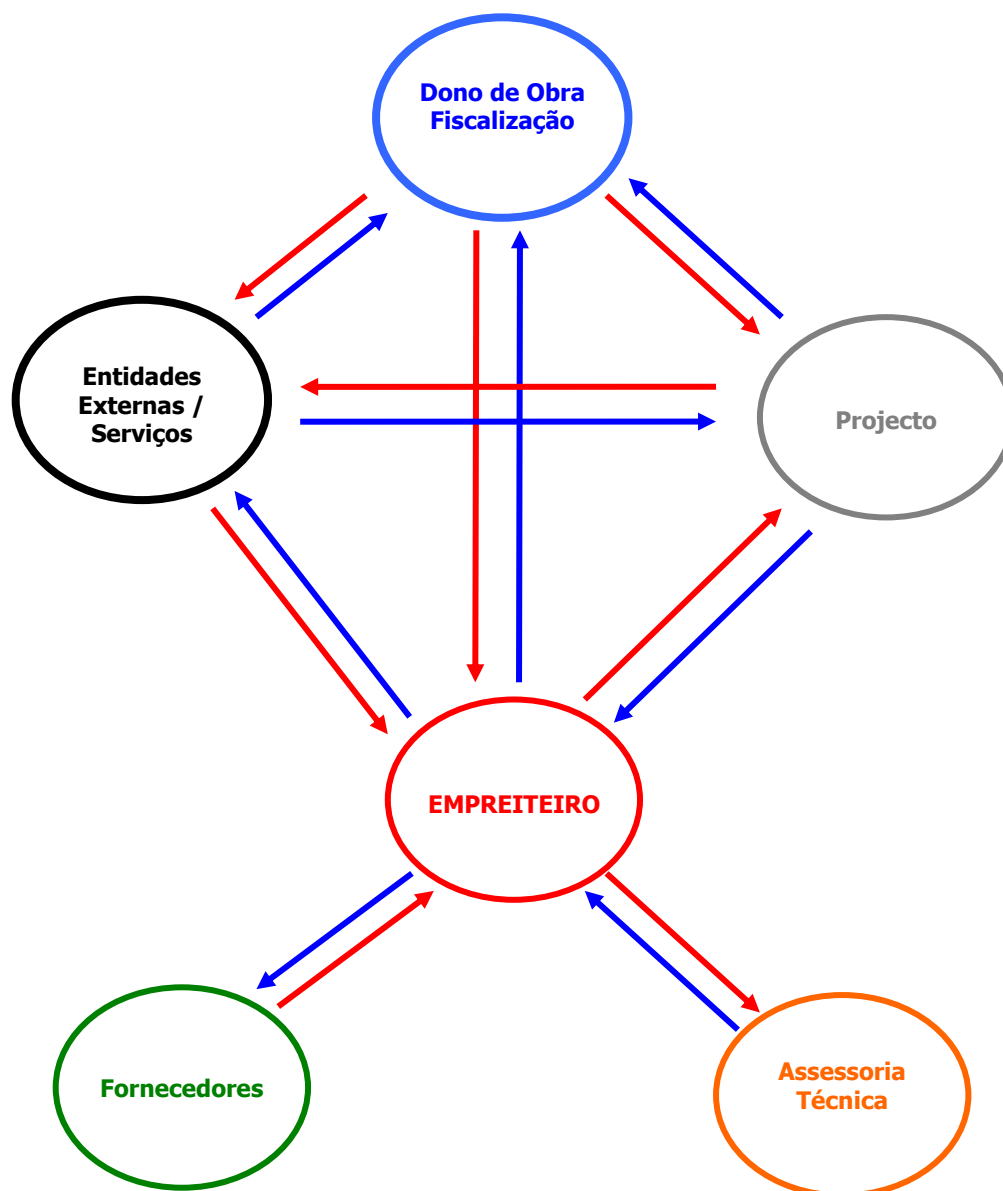 Dono de Obra
Fiscalização
Entidades
Externas /
Serviços
Projecto
EMPREITEIRO
Fornecedores
Assessoria
Técnica